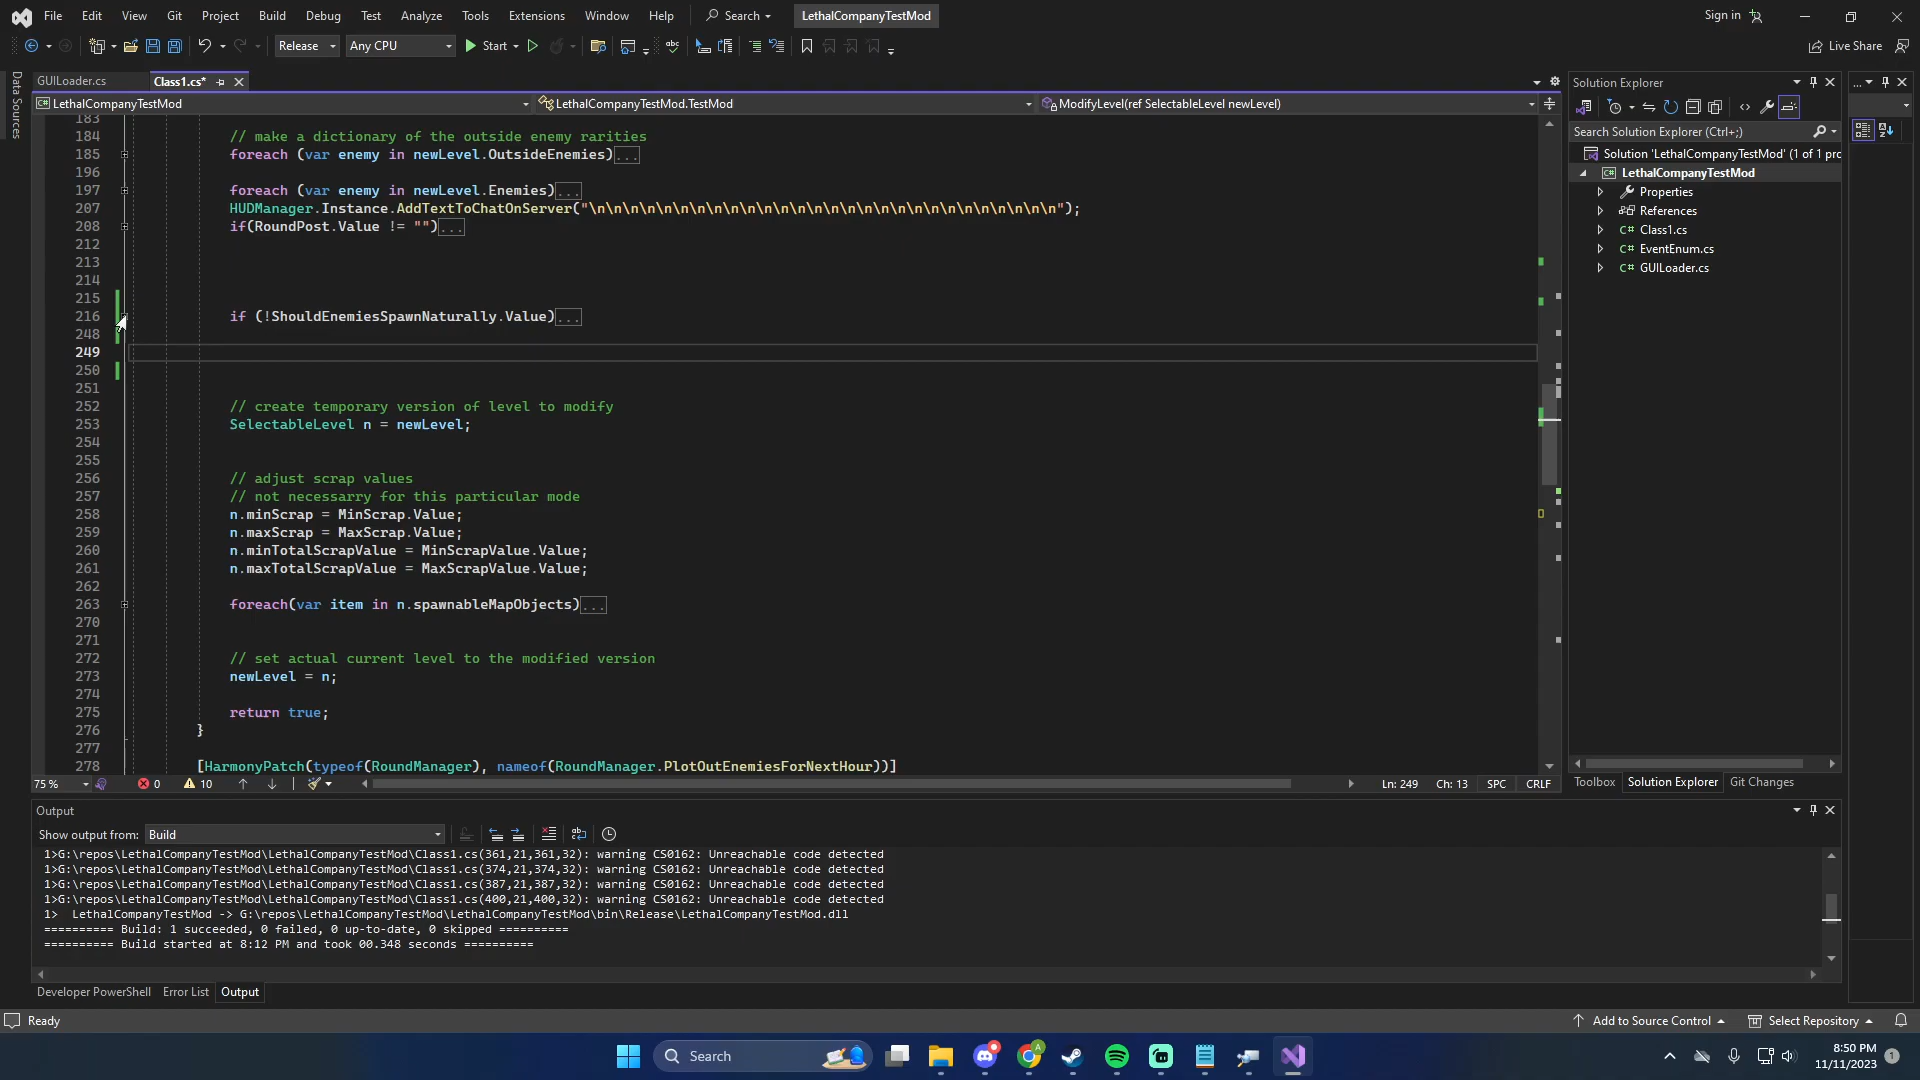 File Edit View Git Project Build Debug Test Analyze Tools Extensions Window Help Search LethalCompanyTestMod Sign in
Release Any CPU Start Live Share
Data Sources
GUILoader.cs Class1.cs*
LethalCompanyTestMod LethalCompanyTestMod.TestMod ModifyLevel(ref SelectableLevel newLevel)
183
184 // make a dictionary of the outside enemy rarities
185 foreach (var enemy in newLevel.OutsideEnemies)...
196
197 foreach (var enemy in newLevel.Enemies)...
207 HUDManager.Instance.AddTextToChatOnServer("\n\n\n\n\n\n\n\n\n\n\n\n\n\n\n\n\n\n\n\n\n\n\n\n\n\n\n\n");
208 if(RoundPost.Value != "")...
212
213
214
215
216 if (!ShouldEnemiesSpawnNaturally.Value)...
248
249
250
251
252 // create temporary version of level to modify
253 SelectableLevel n = newLevel;
254
255
256 // adjust scrap values
257 // not necessarry for this particular mode
258 n.minScrap = MinScrap.Value;
259 n.maxScrap = MaxScrap.Value;
260 n.minTotalScrapValue = MinScrapValue.Value;
261 n.maxTotalScrapValue = MaxScrapValue.Value;
262
263 foreach(var item in n.spawnableMapObjects)...
270
271
272 // set actual current level to the modified version
273 newLevel = n;
274
275 return true;
276 }
277
278 [HarmonyPatch(typeof(RoundManager), nameof(RoundManager.PlotOutEnemiesForNextHour))]
75 % 0 10 Ln: 249 Ch: 13 SPC CRLF
Solution Explorer
Search Solution Explorer (Ctrl+;)
Solution 'LethalCompanyTestMod' (1 of 1 pro
LethalCompanyTestMod
Properties
References
C# Class1.cs
C# EventEnum.cs
C# GUILoader.cs
Toolbox Solution Explorer Git Changes
Output
Show output from: Build
1>G:\repos\LethalCompanyTestMod\LethalCompanyTestMod\Class1.cs(361,21,361,32): warning CS0162: Unreachable code detected
1>G:\repos\LethalCompanyTestMod\LethalCompanyTestMod\Class1.cs(374,21,374,32): warning CS0162: Unreachable code detected
1>G:\repos\LethalCompanyTestMod\LethalCompanyTestMod\Class1.cs(387,21,387,32): warning CS0162: Unreachable code detected
1>G:\repos\LethalCompanyTestMod\LethalCompanyTestMod\Class1.cs(400,21,400,32): warning CS0162: Unreachable code detected
1> LethalCompanyTestMod -> G:\repos\LethalCompanyTestMod\LethalCompanyTestMod\bin\Release\LethalCompanyTestMod.dll
========== Build: 1 succeeded, 0 failed, 0 up-to-date, 0 skipped ==========
========== Build started at 8:12 PM and took 00.348 seconds ==========
Developer PowerShell Error List Output
Ready Add to Source Control Select Repository
Search 8:50 PM
11/11/2023 1